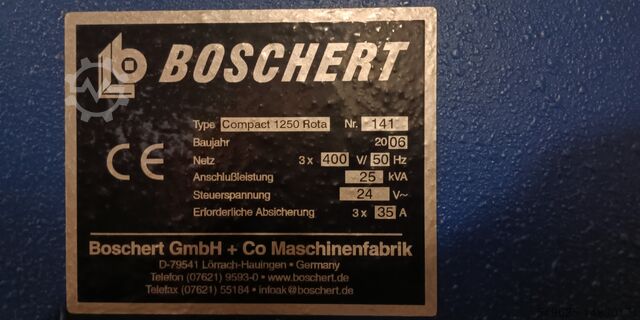 BOSCHERT
Type Compact 1250 Rota Nr. 141
Baujahr 2006
Netz 3 x 400 V/ 50 Hz
Anschlußleistung 25 kVA
Steuerspannung 24 V~
Erforderliche Absicherung 3 x 35 A
CE
Boschert GmbH + Co Maschinenfabrik
D-79541 Lörrach-Hauingen • Germany
Telefon (07621) 9593-0 • www.boschert.de
Telefax (07621) 55184 • infoak@boschert.de